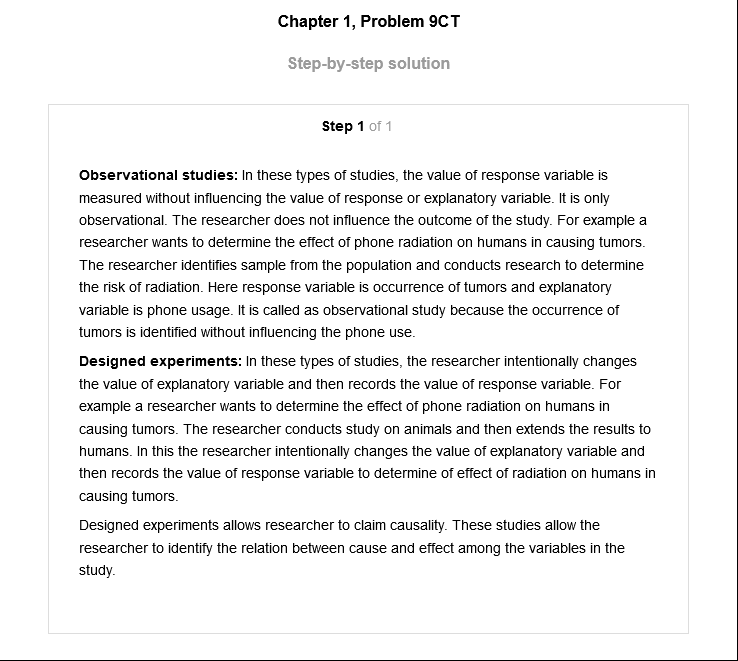 Chapter 1, Problem 9CT
Step-by-step solution
Step 1 of 1
Observational studies: In these types of studies, the value of response variable is
measured without influencing the value of response or explanatory variable. It is only
observational. The researcher does not influence the outcome of the study. For example a
researcher wants to determine the effect of phone radiation on humans in causing tumors.
The researcher identifies sample from the population and conducts research to determine
the risk of radiation. Here response variable is occurrence of tumors and explanatory
variable is phone usage. It is called as observational study because the occurrence of
tumors is identified without influencing the phone use.
Designed experiments: In these types of studies, the researcher intentionally changes
the value of explanatory variable and then records the value of response variable. For
example a researcher wants to determine the effect of phone radiation on humans in
causing tumors. The researcher conducts study on animals and then extends the results to
humans. In this the researcher intentionally changes the value of explanatory variable and
then records the value of response variable to determine of effect of radiation on humans in
causing tumors.
Designed experiments allows researcher to claim causality. These studies allow the
researcher to identify the relation between cause and effect among the variables in the
study.